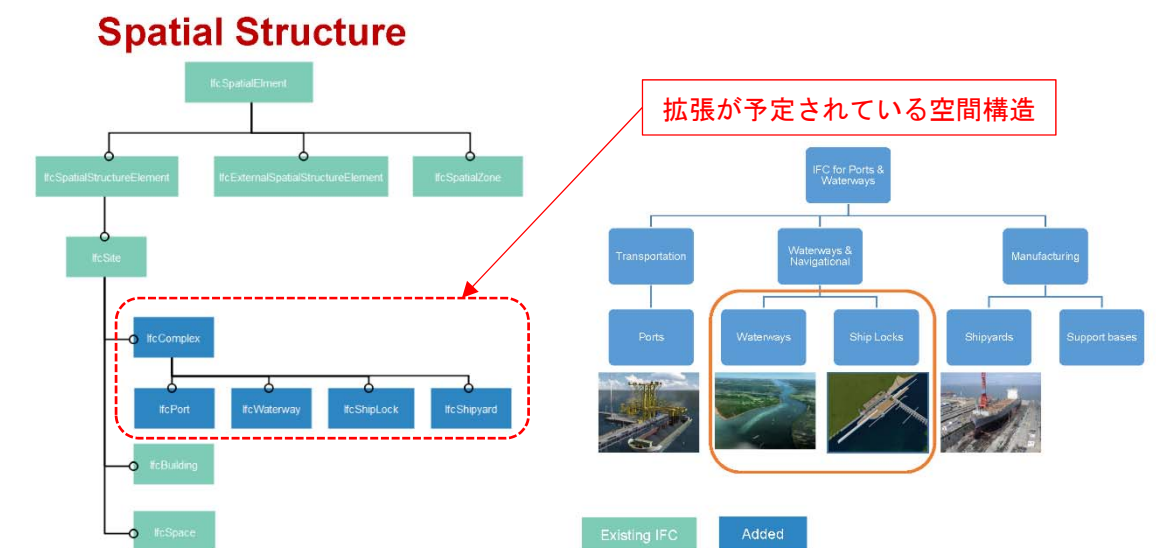 Spatial Structure
IfcSpatialElment
拡張が予定されている空間構造
IfcSpatialStructureElement
IfcExternalSpatialStructureElement
IfcSpatialZone
IFC for Ports &
Waterways
IfcSite
Transportation
Waterways &
Navigational
Manufacturing
IfcComplex
Ports
Waterways
Ship Locks
Shipyards
Support bases
IfcPort
IfcWaterway
IfcShipLock
IfcShipyard
IfcBuilding
IfcSpace
Existing IFC
Added